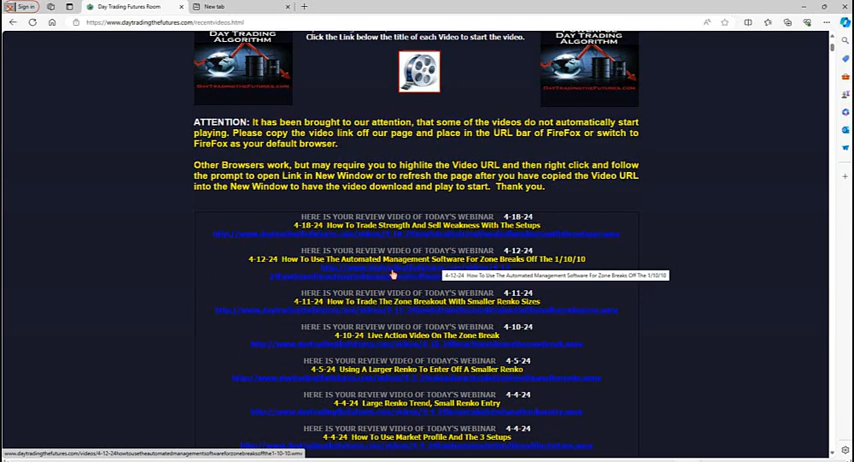 Sign in
Day Trading Futures Room
New tab
https://www.daytradingthefutures.com/recentvideos.html
DAY TRADING
ALGORITHM
DAYTRADINGTHEFUTURES.COM
Click the Link below the title of each Video to start the video.
DAY TRADING
ALGORITHM
DAYTRADINGTHEFUTURES.COM
ATTENTION: It has been brought to our attention, that some of the videos do not automatically start
playing. Please copy the video link off our page and place in the URL bar of FireFox or switch to
FireFox as your default browser.
Other Browsers work, but may require you to highlite the Video URL and then right click and follow
the prompt to open Link in New Window or to refresh the page after you have copied the Video URL
into the New Window to have the video download and play to start. Thank you.
HERE IS YOUR REVIEW VIDEO OF TODAY'S WEBINAR 4-18-24
4-18-24 How To Trade Strength And Sell Weakness With The Setups
HERE IS YOUR REVIEW VIDEO OF TODAY'S WEBINAR 4-12-24
4-12-24 How To Use The Automated Management Software For Zone Breaks Off The 1/10/10
4-12-24 How To Use The Automated Management Software For Zone Breaks Off The 1/10/10
HERE IS YOUR REVIEW VIDEO OF TODAY'S WEBINAR 4-11-24
4-11-24 How To Trade The Zone Breakout With Smaller Renko Sizes
HERE IS YOUR REVIEW VIDEO OF TODAY'S WEBINAR 4-10-24
4-10-24 Live Action Video On The Zone Break
HERE IS YOUR REVIEW VIDEO OF TODAY'S WEBINAR 4-5-24
4-5-24 Using A Larger Renko To Enter Off A Smaller Renko
HERE IS YOUR REVIEW VIDEO OF TODAY'S WEBINAR 4-4-24
4-4-24 Large Renko Trend, Small Renko Entry
HERE IS YOUR REVIEW VIDEO OF TODAY'S WEBINAR 4-4-24
4-4-24 How To Use Market Profile And The 3 Setups
www.daytradingthefutures.com/videos/4-12-24howtousetheautomatedmanagementsoftwareforzonebreaksoffthe1-10-10.wmv